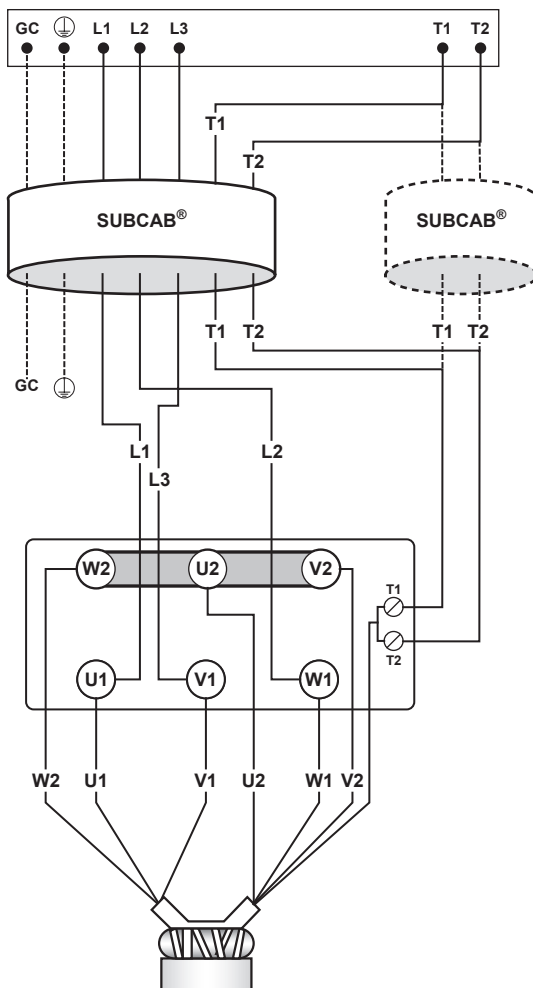 GC L1 L2 L3 T1 T2
T1
T2
SUBCAB® SUBCAB®
T1 T2 T1 T2
GC
L1 L2
L3
W2 U2 V2
T1
T2
U1 V1 W1
W2 U1 V1 U2 W1 V2